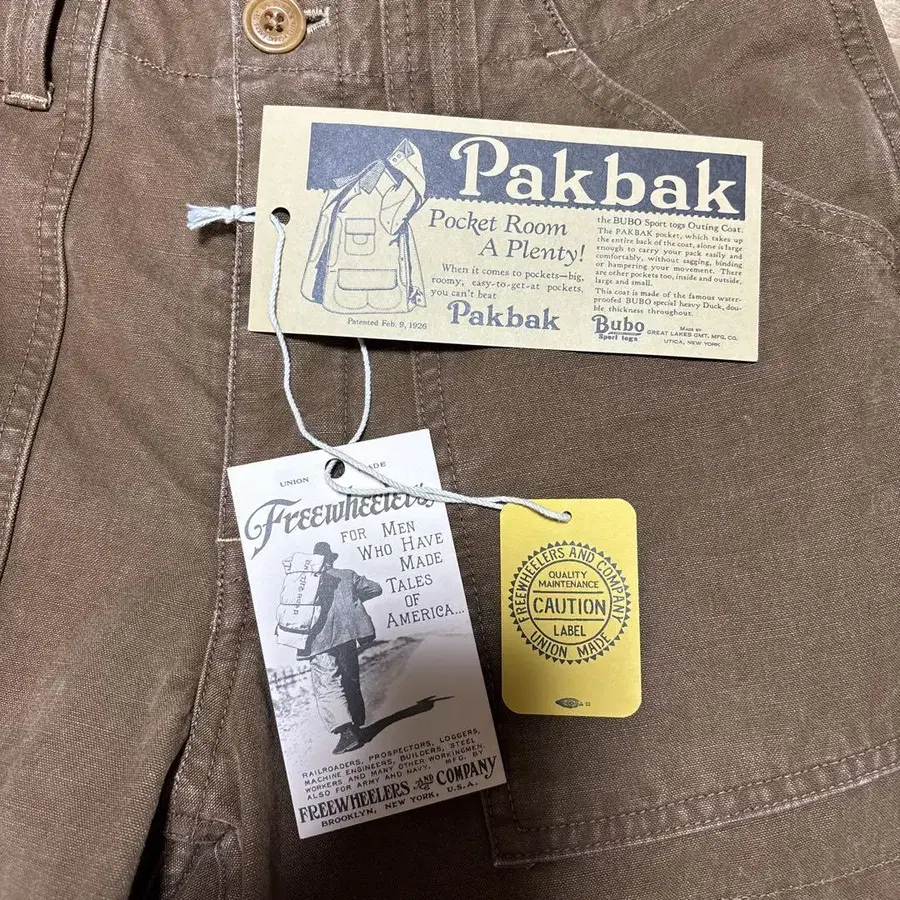 Pakbak
Pocket Room
A Plenty!
When it comes to pockets—big,
roomy, easy-to-get-at pockets,
you can't beat
Pakbak
Patented Feb. 9, 1926
the BUBO Sport togs Outing Coat.
The PAKBAK pocket, which takes up
the entire back of the coat, alone is large
enough to carry your pack easily and
comfortably, without sagging, binding
or hampering your movement. There
are other pockets too, inside and outside,
large and small.
This coat is made of the famous water-
proofed BUBO special heavy Duck, dou-
ble thickness throughout.
Bubo
Sport togs
MADE BY
GREAT LAKES GMT. MFG. CO.
UTICA, NEW YORK
UNION MADE
Freewheelers
FOR MEN
WHO HAVE
MADE
TALES
OF
AMERICA...
RAILROADERS, PROSPECTORS, LOGGERS,
MACHINE ENGINEERS, BUILDERS, STEEL
WORKERS AND MANY OTHER WORKINGMEN.
ALSO FOR ARMY AND NAVY. MFG. BY
FREEWHEELERS AND COMPANY
BROOKLYN, NEW YORK, U.S.A.
FREEWHEELERS AND COMPANY
QUALITY
MAINTENANCE
CAUTION
LABEL
UNION MADE